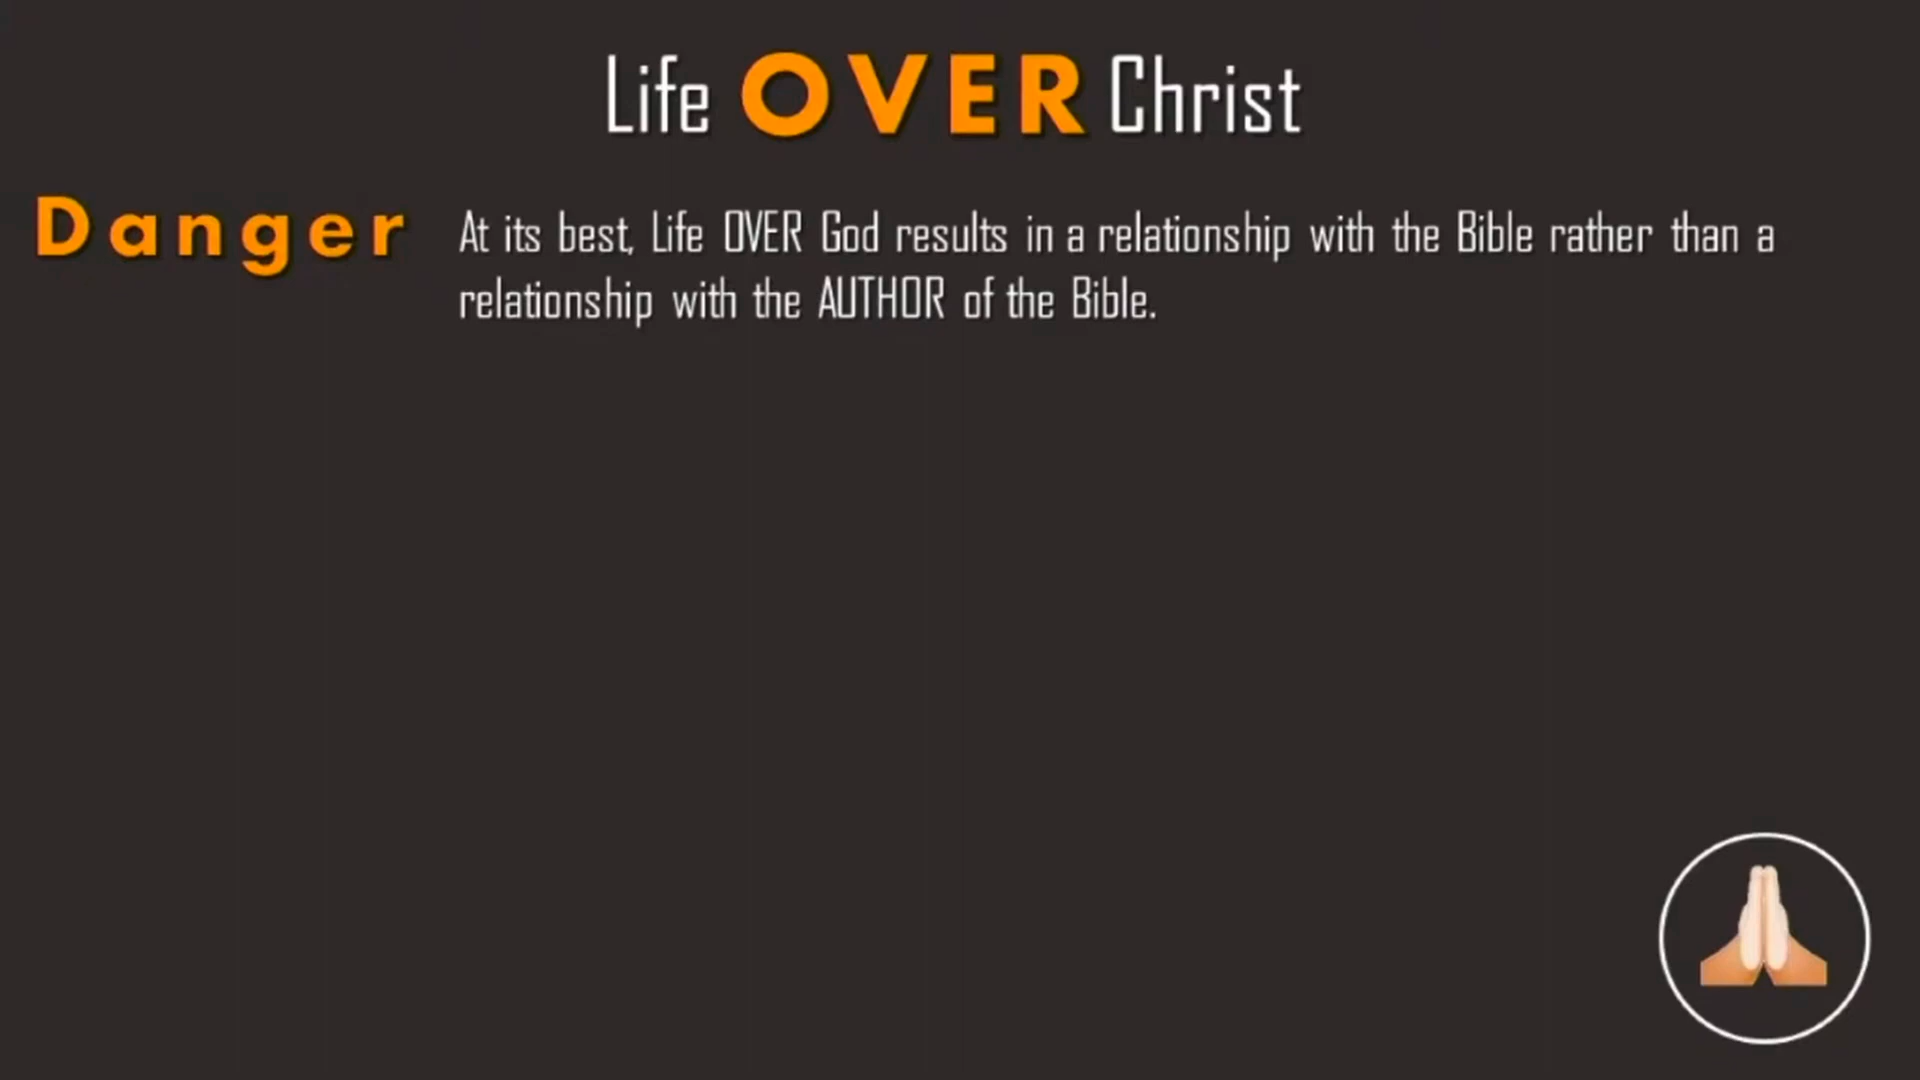 Life OVER Christ
Danger At its best, Life OVER God results in a relationship with the Bible rather than a
relationship with the AUTHOR of the Bible.